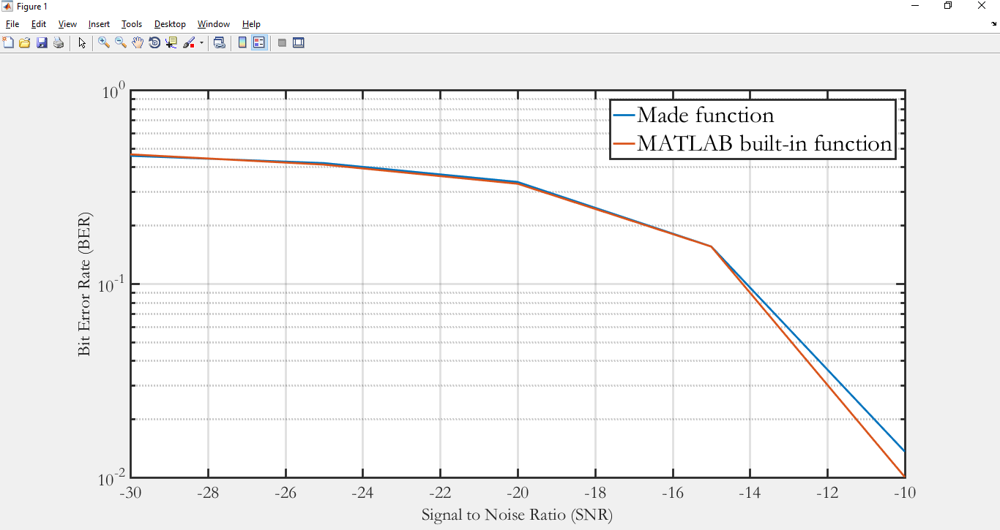 Figure 1
File Edit View Insert Tools Desktop Window Help
10^0
Made function
MATLAB built-in function
Bit Error Rate (BER)
10^-1
10^-2
-30 -28 -26 -24 -22 -20 -18 -16 -14 -12 -10
Signal to Noise Ratio (SNR)